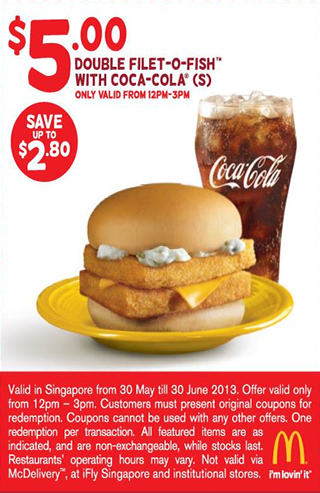 $5.00
DOUBLE FILET-O-FISH™
WITH COCA-COLA® (S)
ONLY VALID FROM 12PM-3PM
SAVE
UP TO
$2.80
Coca-Cola
Valid in Singapore from 30 May till 30 June 2013. Offer valid only
from 12pm – 3pm. Customers must present original coupons for
redemption. Coupons cannot be used with any other offers. One
redemption per transaction. All featured items are as
indicated, and are non-exchangeable, while stocks last.
Restaurants' operating hours may vary. Not valid via
McDelivery™, at iFly Singapore and institutional stores.
i'm lovin' it®